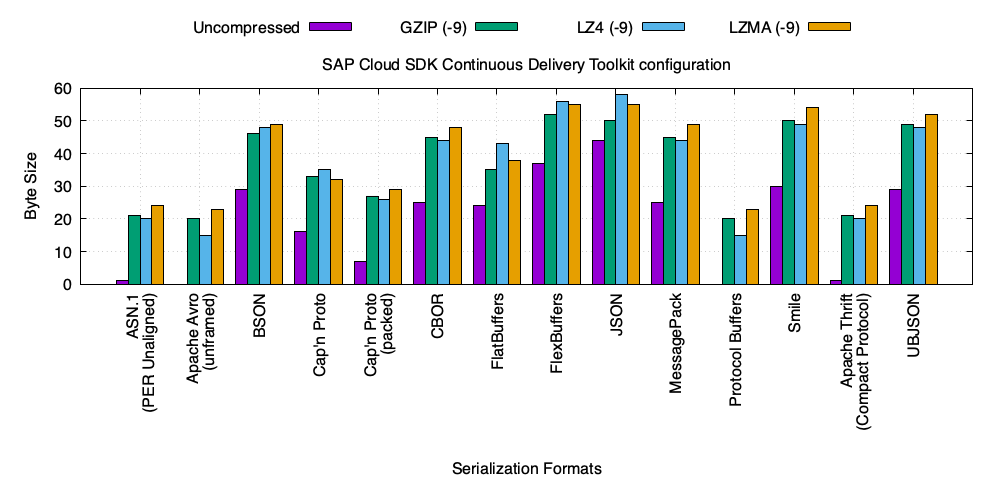 Uncompressed GZIP (-9) LZ4 (-9) LZMA (-9)
SAP Cloud SDK Continuous Delivery Toolkit configuration
60
50
40
30
20
10
0
Byte Size
ASN.1
(PER Unaligned)
Apache Avro
(unframed)
BSON
Cap'n Proto
Cap'n Proto
(packed)
CBOR
FlatBuffers
FlexBuffers
JSON
MessagePack
Protocol Buffers
Smile
Apache Thrift
(Compact Protocol)
UBJSON
Serialization Formats